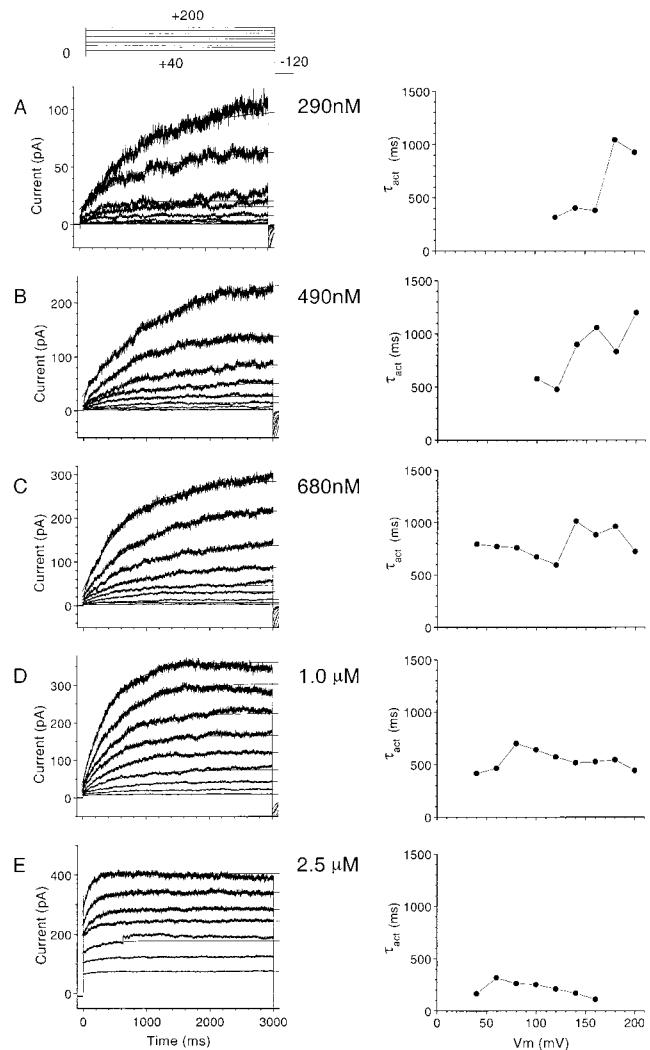 +200
0
+40
-120
A
290nM
Current (pA)
100
50
0
τact (ms)
1500
1000
500
0
B
490nM
Current (pA)
200
100
0
τact (ms)
1500
1000
500
0
C
680nM
Current (pA)
300
200
100
0
τact (ms)
1500
1000
500
0
D
1.0 μM
Current (pA)
300
200
100
0
τact (ms)
1500
1000
500
0
E
2.5 μM
Current (pA)
400
200
0
τact (ms)
1500
1000
500
0
0 1000 2000 3000
Time (ms)
0 50 100 150 200
Vm (mV)